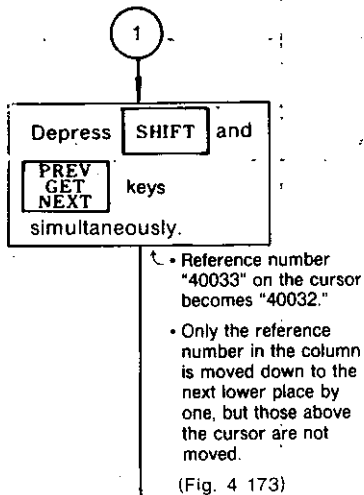 1
Depress SHIFT and
PREV
GET
NEXT
keys
simultaneously.
• Reference number
"40033" on the cursor
becomes "40032."
• Only the reference
number in the column
is moved down to the
next lower place by
one, but those above
the cursor are not
moved.
(Fig. 4 173)